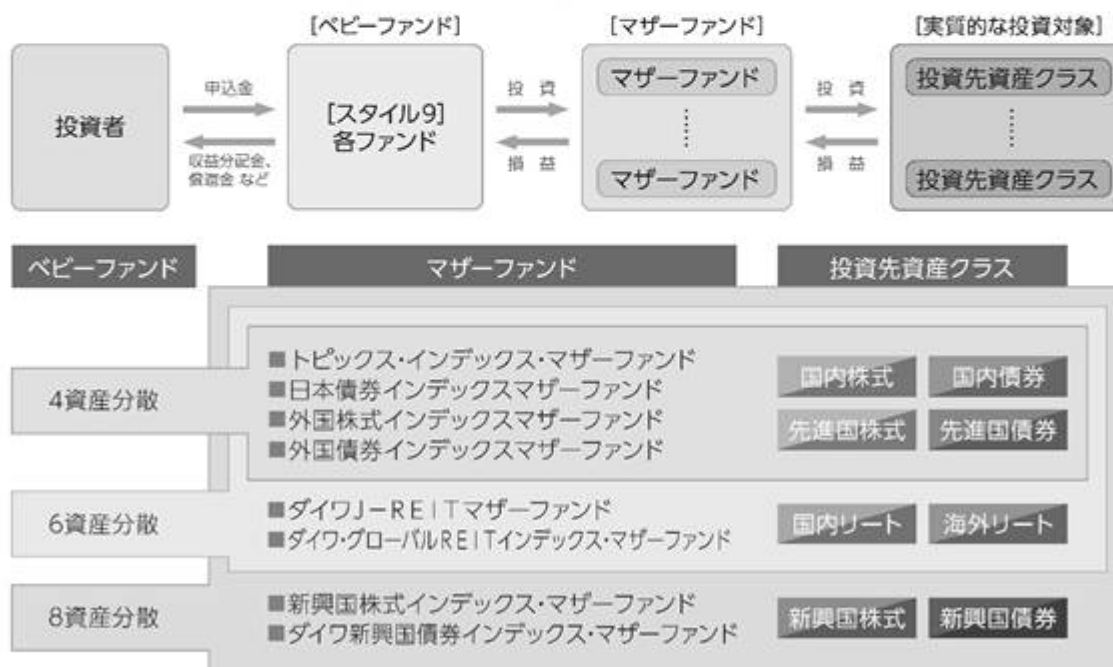 [ベビーファンド]
[マザーファンド]
[実質的な投資対象]
投資者
申込金
収益分配金、
償還金 など
[スタイル9]
各ファンド
投 資
損 益
マザーファンド
マザーファンド
投 資
損 益
投資先資産クラス
投資先資産クラス
ベビーファンド
マザーファンド
投資先資産クラス
4資産分散
■トピックス・インデックス・マザーファンド
■日本債券インデックスマザーファンド
■外国株式インデックスマザーファンド
■外国債券インデックスマザーファンド
国内株式
国内債券
先進国株式
先進国債券
6資産分散
■ダイワJーREITマザーファンド
■ダイワ・グローバルREITインデックス・マザーファンド
国内リート
海外リート
8資産分散
■新興国株式インデックス・マザーファンド
■ダイワ新興国債券インデックス・マザーファンド
新興国株式
新興国債券